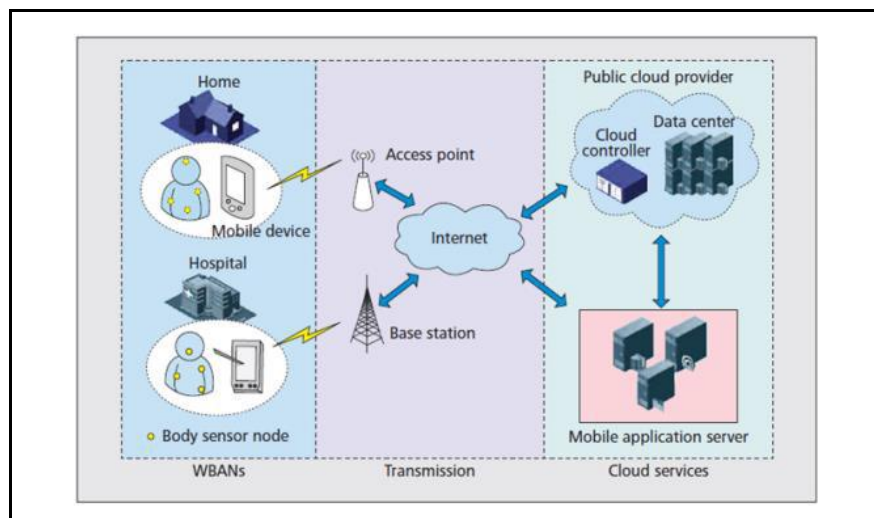 Home
Mobile device
Hospital
Body sensor node
WBANs
Access point
Internet
Base station
Transmission
Public cloud provider
Cloud
controller
Data center
Mobile application server
Cloud services